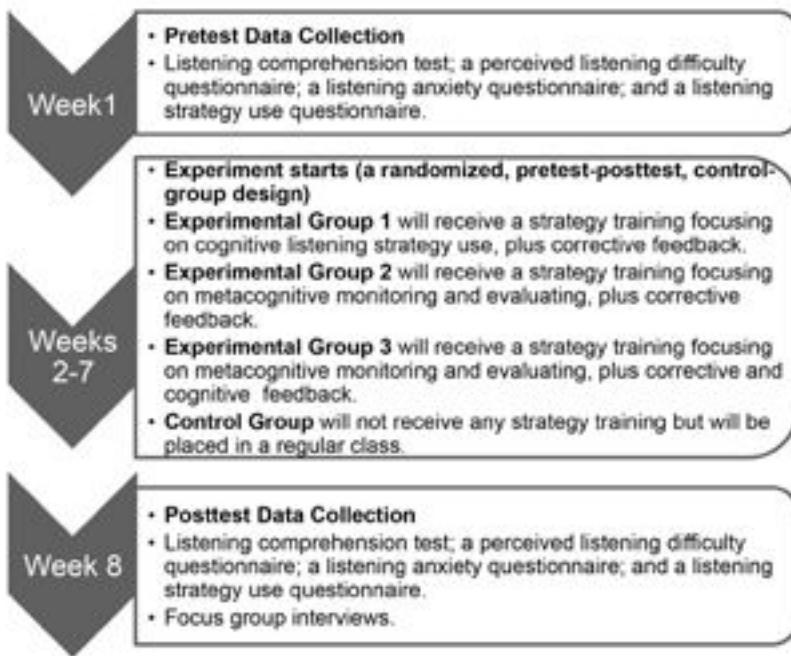 Week1
• Pretest Data Collection
• Listening comprehension test; a perceived listening difficulty
questionnaire; a listening anxiety questionnaire; and a listening
strategy use questionnaire.
Weeks
2-7
• Experiment starts (a randomized, pretest-posttest, control-
group design)
• Experimental Group 1 will receive a strategy training focusing
on cognitive listening strategy use, plus corrective feedback.
• Experimental Group 2 will receive a strategy training focusing
on metacognitive monitoring and evaluating, plus corrective
feedback.
• Experimental Group 3 will receive a strategy training focusing
on metacognitive monitoring and evaluating, plus corrective and
cognitive feedback.
• Control Group will not receive any strategy training but will be
placed in a regular class.
Week 8
• Posttest Data Collection
• Listening comprehension test; a perceived listening difficulty
questionnaire; a listening anxiety questionnaire; and a listening
strategy use questionnaire.
• Focus group interviews.